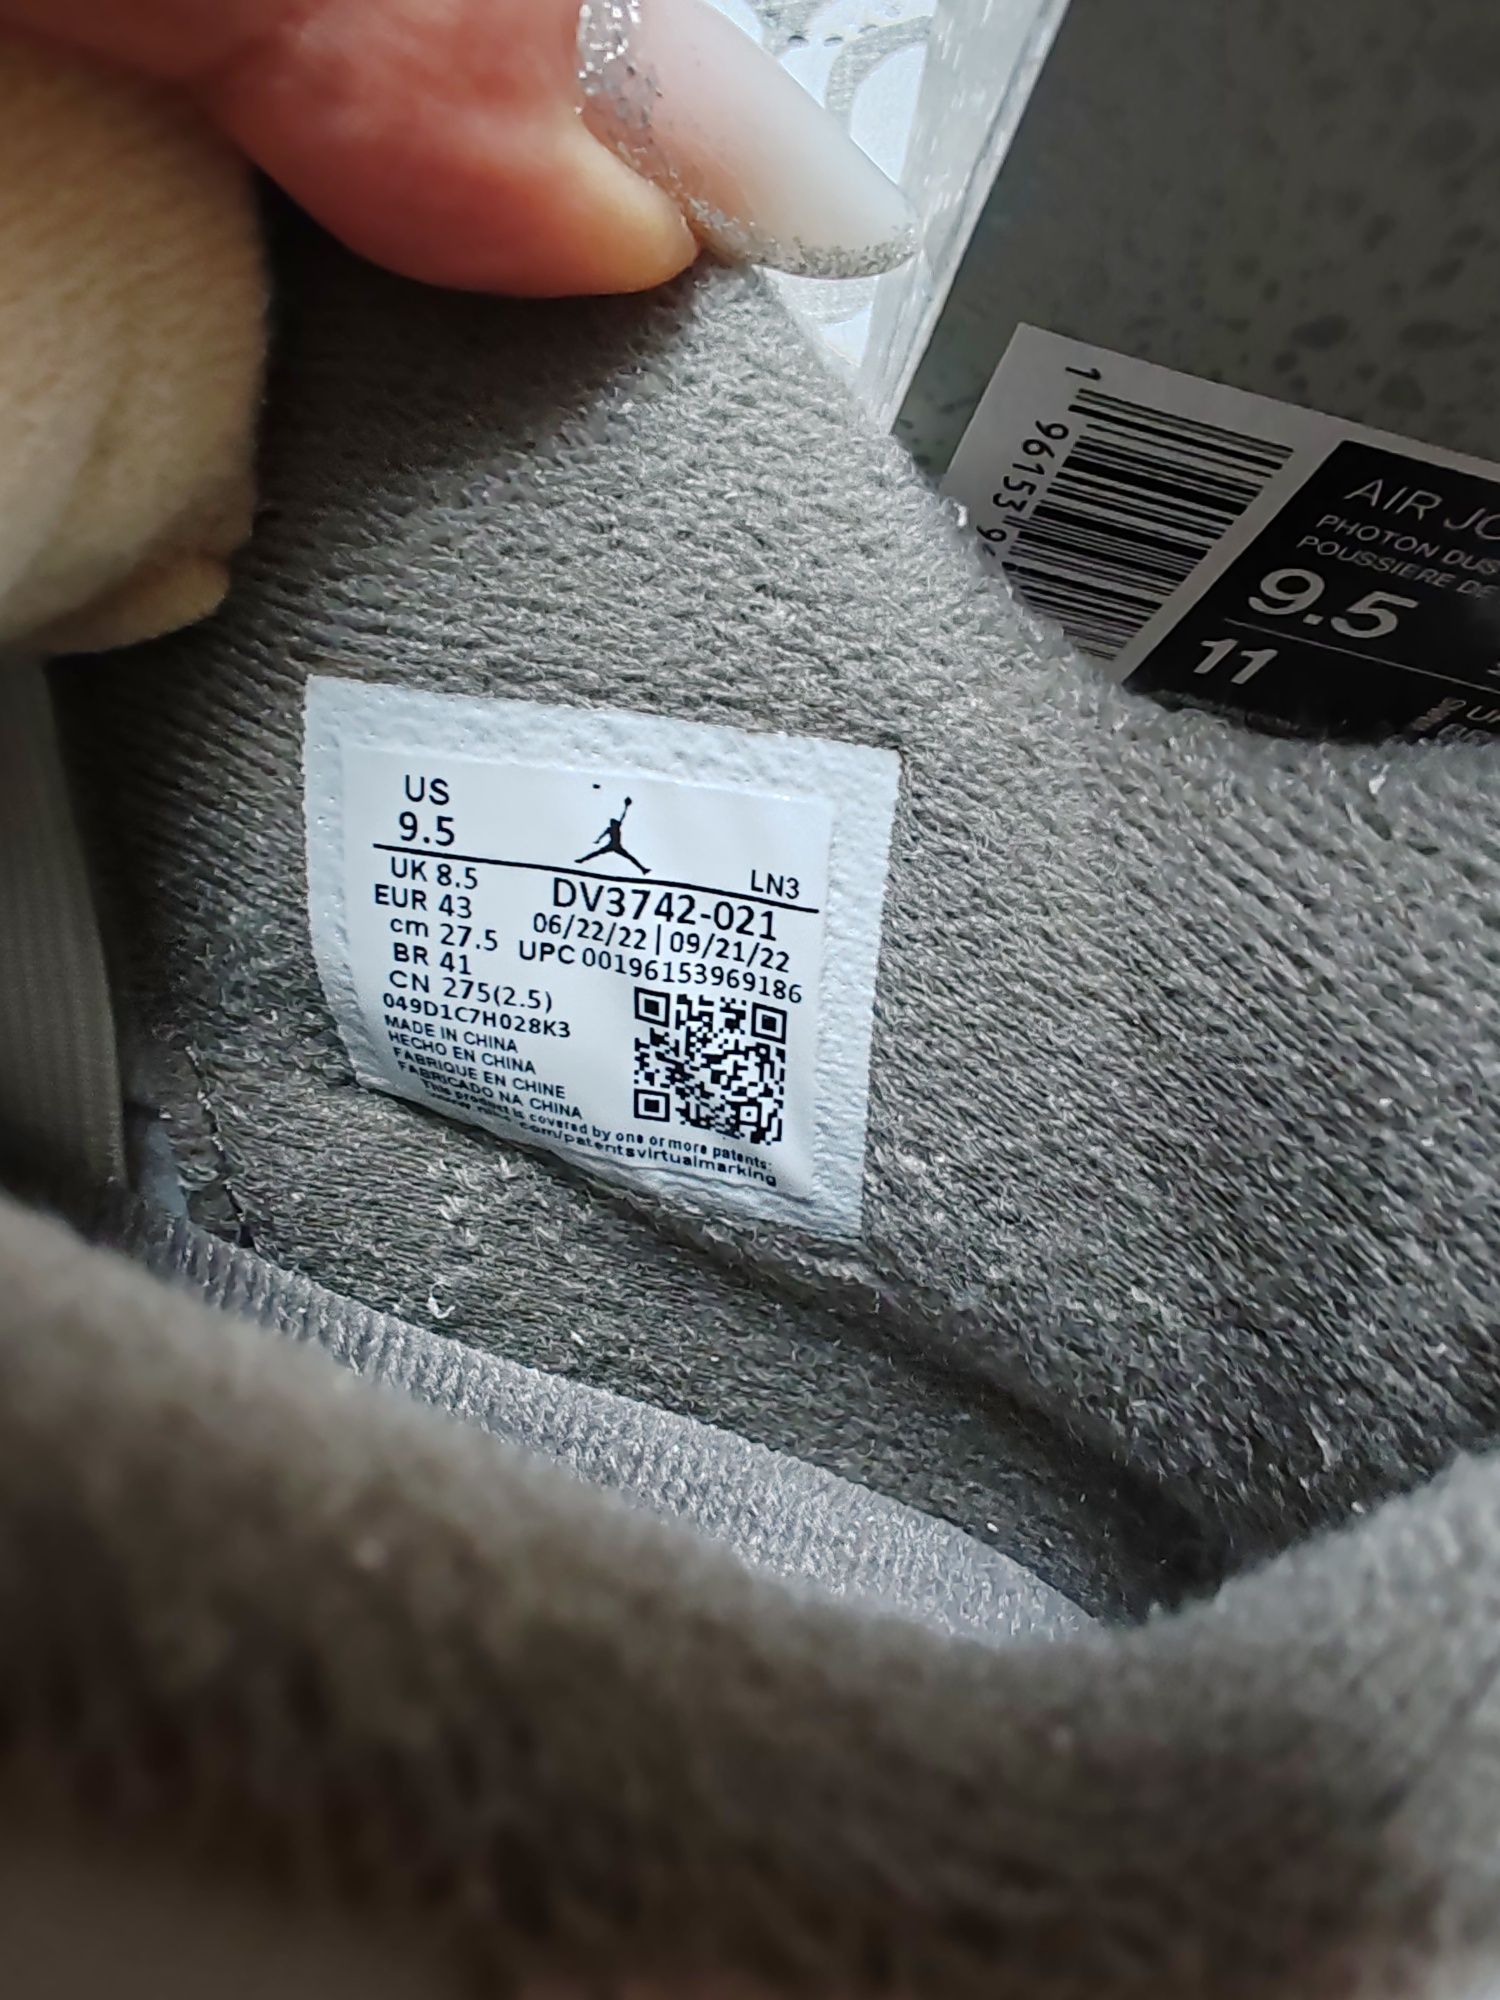 US
9.5
LN3
UK 8.5
DV3742-021
EUR 43
06/22/22 | 09/21/22
cm 27.5
UPC 00196153969186
BR 41
CN 275(2.5)
049D1C7H028K3
MADE IN CHINA
HECHO EN CHINA
FABRIQUE EN CHINE
FABRICADO NA CHINA
This product is covered by one or more patents:
com/patentsvirtualmarking
1 96153 9
AIR
PHOTON
POUSSIERE DE
9.5
11